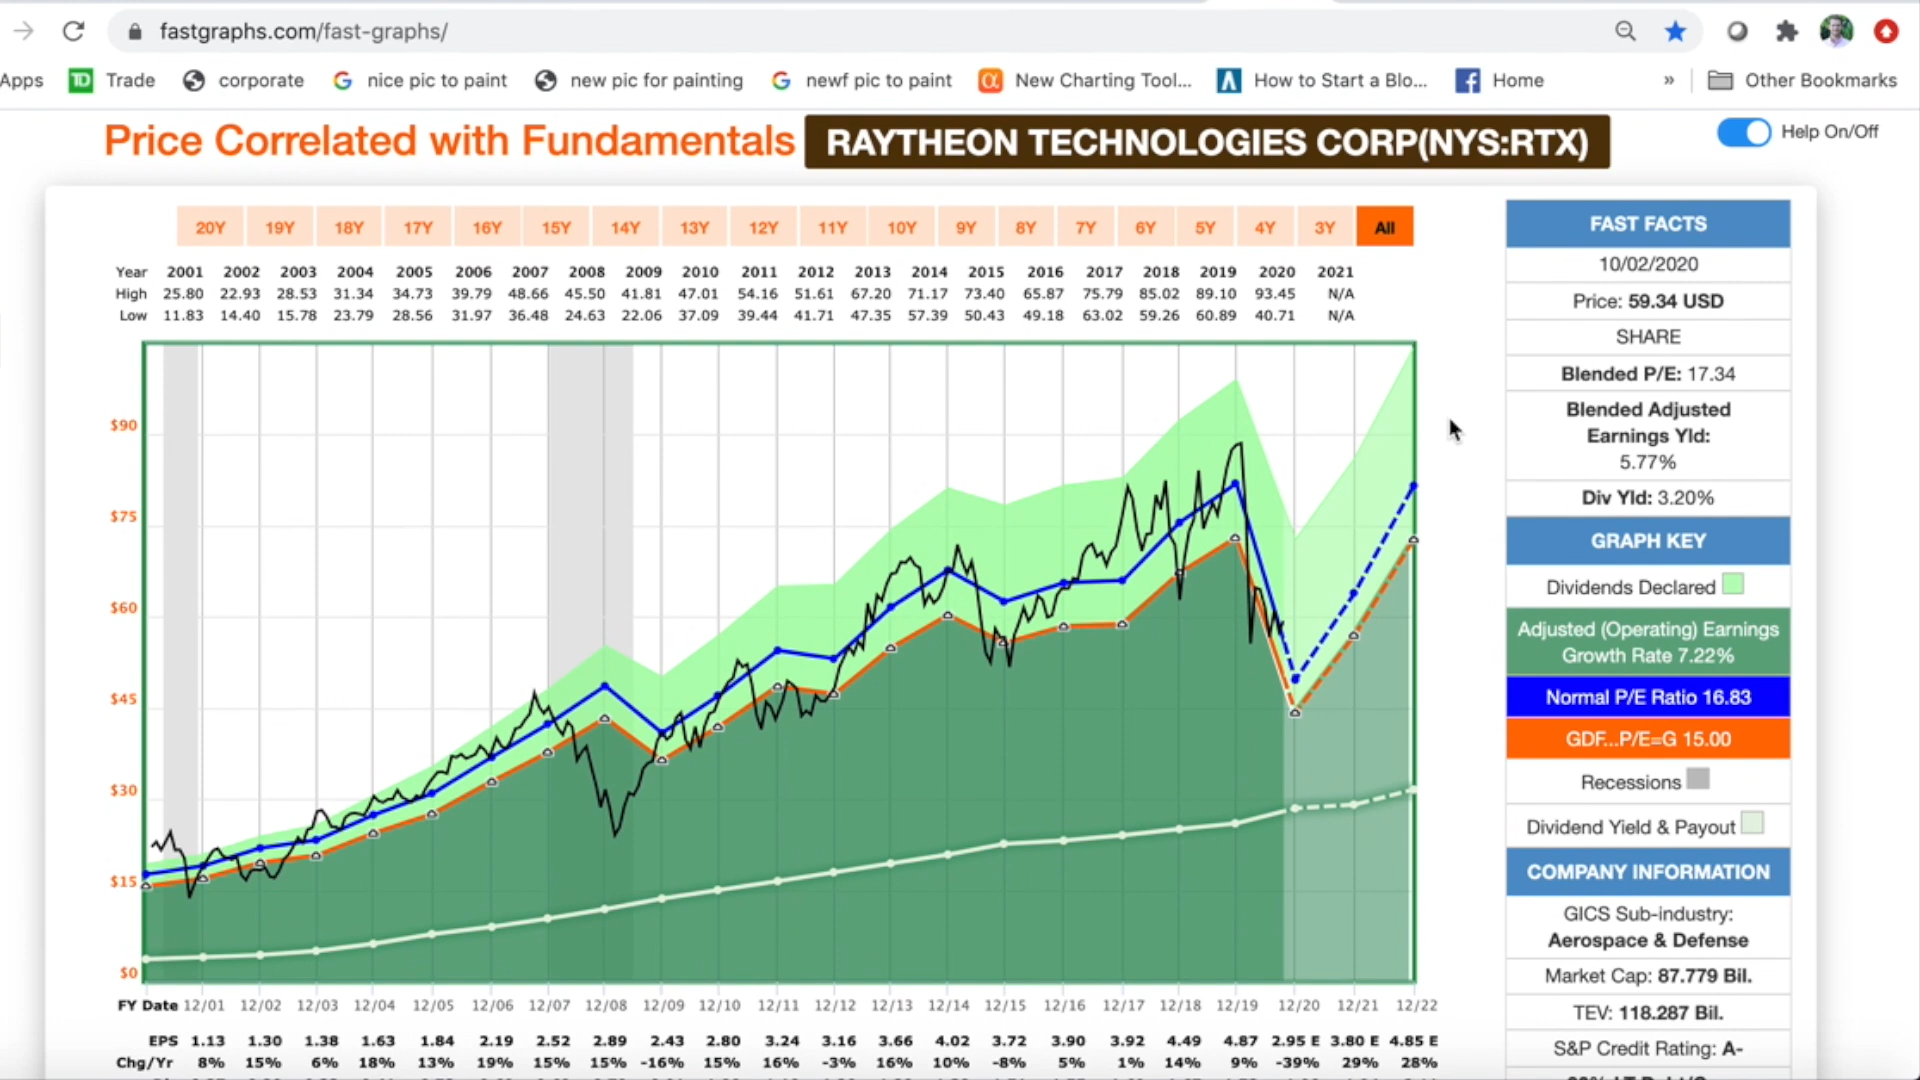 fastgraphs.com/fast-graphs/
Apps Trade corporate nice pic to paint new pic for painting newf pic to paint New Charting Tool... How to Start a Blo... Home » Other Bookmarks
Price Correlated with Fundamentals RAYTHEON TECHNOLOGIES CORP(NYS:RTX) Help On/Off
20Y 19Y 18Y 17Y 16Y 15Y 14Y 13Y 12Y 11Y 10Y 9Y 8Y 7Y 6Y 5Y 4Y 3Y All
Year 2001 2002 2003 2004 2005 2006 2007 2008 2009 2010 2011 2012 2013 2014 2015 2016 2017 2018 2019 2020 2021
High 25.80 22.93 28.53 31.34 34.73 39.79 48.66 45.50 41.81 47.01 54.16 51.61 67.20 71.17 73.40 65.87 75.79 85.02 89.10 93.45 N/A
Low 11.83 14.40 15.78 23.79 28.56 31.97 36.48 24.63 22.06 37.09 39.44 41.71 47.35 57.39 50.43 49.18 63.02 59.26 60.89 40.71 N/A
$90
$75
$60
$45
$30
$15
$0
FY Date 12/01 12/02 12/03 12/04 12/05 12/06 12/07 12/08 12/09 12/10 12/11 12/12 12/13 12/14 12/15 12/16 12/17 12/18 12/19 12/20 12/21 12/22
EPS 1.13 1.30 1.38 1.63 1.84 2.19 2.52 2.89 2.43 2.80 3.24 3.16 3.66 4.02 3.72 3.90 3.92 4.49 4.87 2.95 E 3.80 E 4.85 E
Chg/Yr 8% 15% 6% 18% 13% 19% 15% 15% -16% 15% 16% -3% 16% 10% -8% 5% 1% 14% 9% -39% 29% 28%
FAST FACTS
10/02/2020
Price: 59.34 USD
SHARE
Blended P/E: 17.34
Blended Adjusted
Earnings Yld:
5.77%
Div Yld: 3.20%
GRAPH KEY
Dividends Declared
Adjusted (Operating) Earnings
Growth Rate 7.22%
Normal P/E Ratio 16.83
GDF...P/E=G 15.00
Recessions
Dividend Yield & Payout
COMPANY INFORMATION
GICS Sub-industry:
Aerospace & Defense
Market Cap: 87.779 Bil.
TEV: 118.287 Bil.
S&P Credit Rating: A-